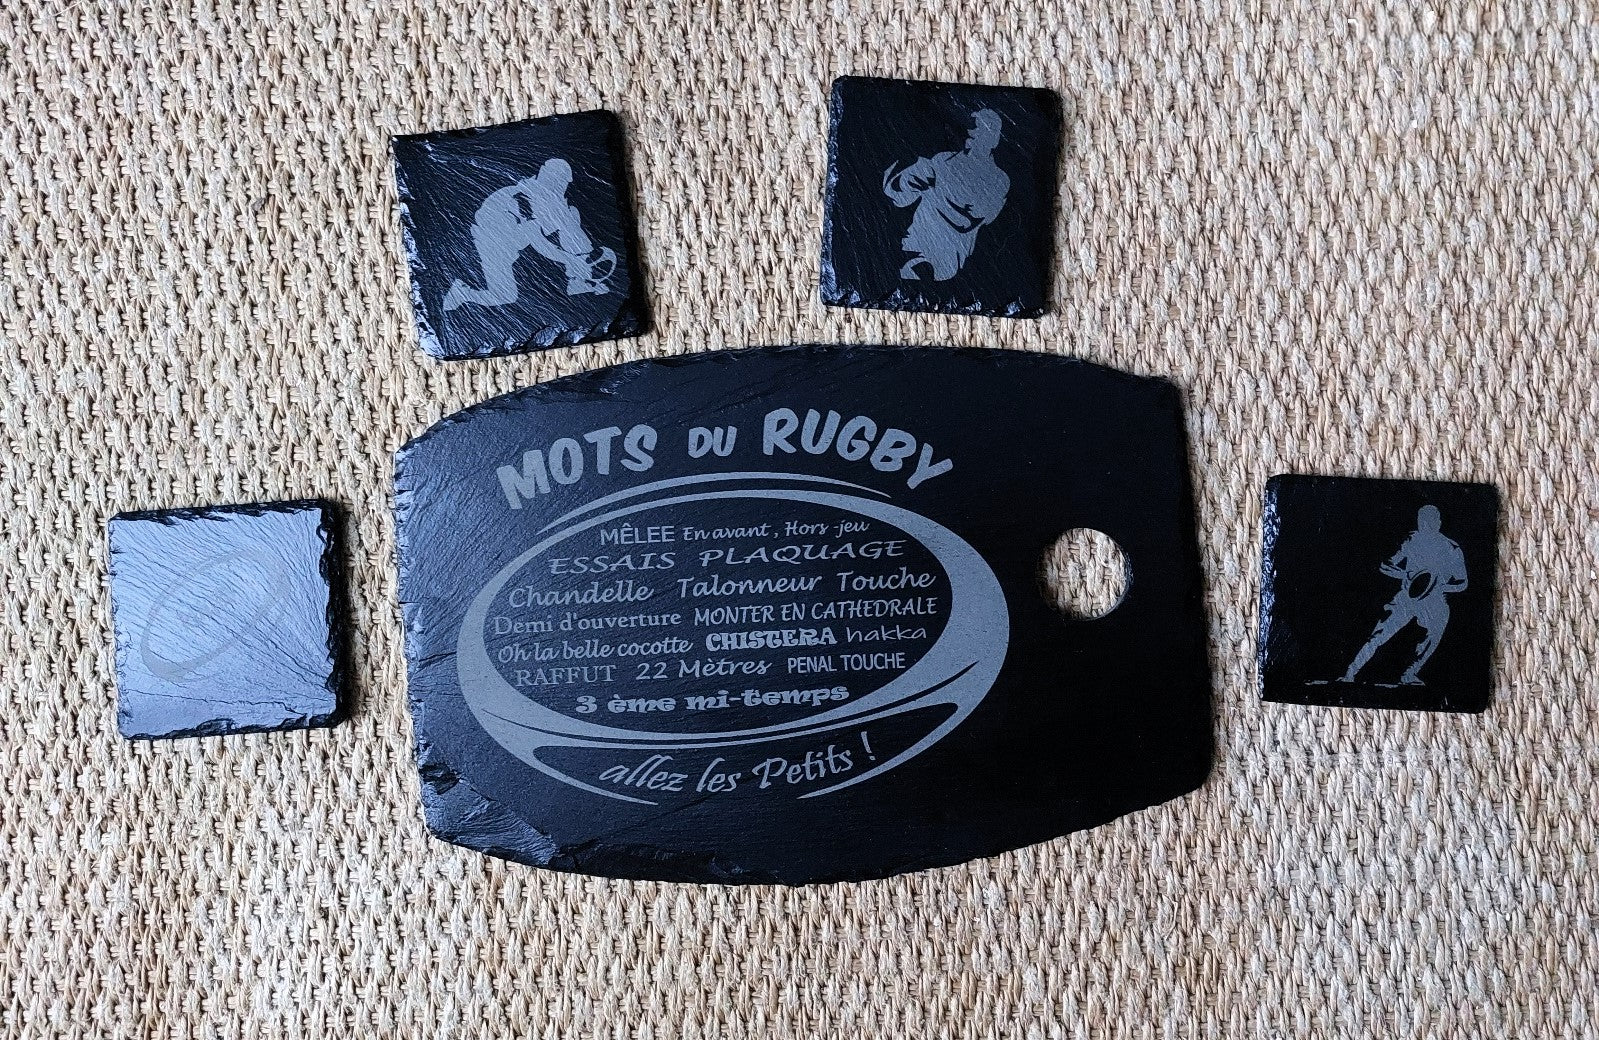 MOTS DU RUGBY
MÊLEE En avant , Hors -jeu
ESSAIS PLAQUAGE
Chandelle Talonneur Touche
Demi d'ouverture MONTER EN CATHEDRALE
Oh la belle cocotte CHISTERA hakka
RAFFUT 22 Mètres PENAL TOUCHE
3 ème mi-temps
allez les Petits !